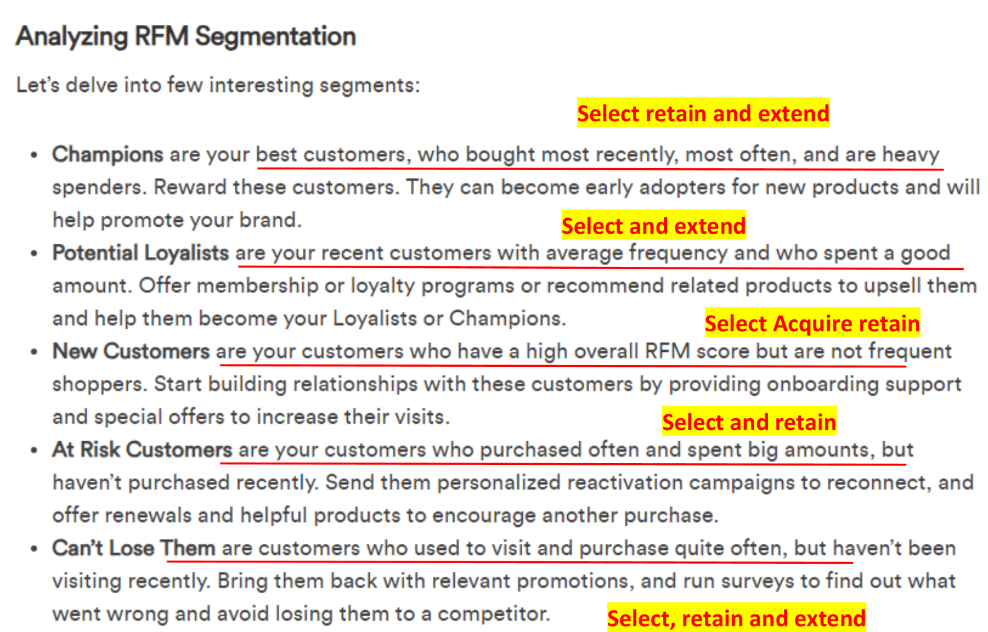 Analyzing RFM Segmentation
Let's delve into few interesting segments:
Select retain and extend
• Champions are your best customers, who bought most recently, most often, and are heavy
spenders. Reward these customers. They can become early adopters for new products and will
help promote your brand.
Select and extend
• Potential Loyalists are your recent customers with average frequency and who spent a good
amount. Offer membership or loyalty programs or recommend related products to upsell them
and help them become your Loyalists or Champions.
Select Acquire retain
• New Customers are your customers who have a high overall RFM score but are not frequent
shoppers. Start building relationships with these customers by providing onboarding support
and special offers to increase their visits.
Select and retain
• At Risk Customers are your customers who purchased often and spent big amounts, but
haven't purchased recently. Send them personalized reactivation campaigns to reconnect, and
offer renewals and helpful products to encourage another purchase.
• Can't Lose Them are customers who used to visit and purchase quite often, but haven't been
visiting recently. Bring them back with relevant promotions, and run surveys to find out what
went wrong and avoid losing them to a competitor.
Select, retain and extend